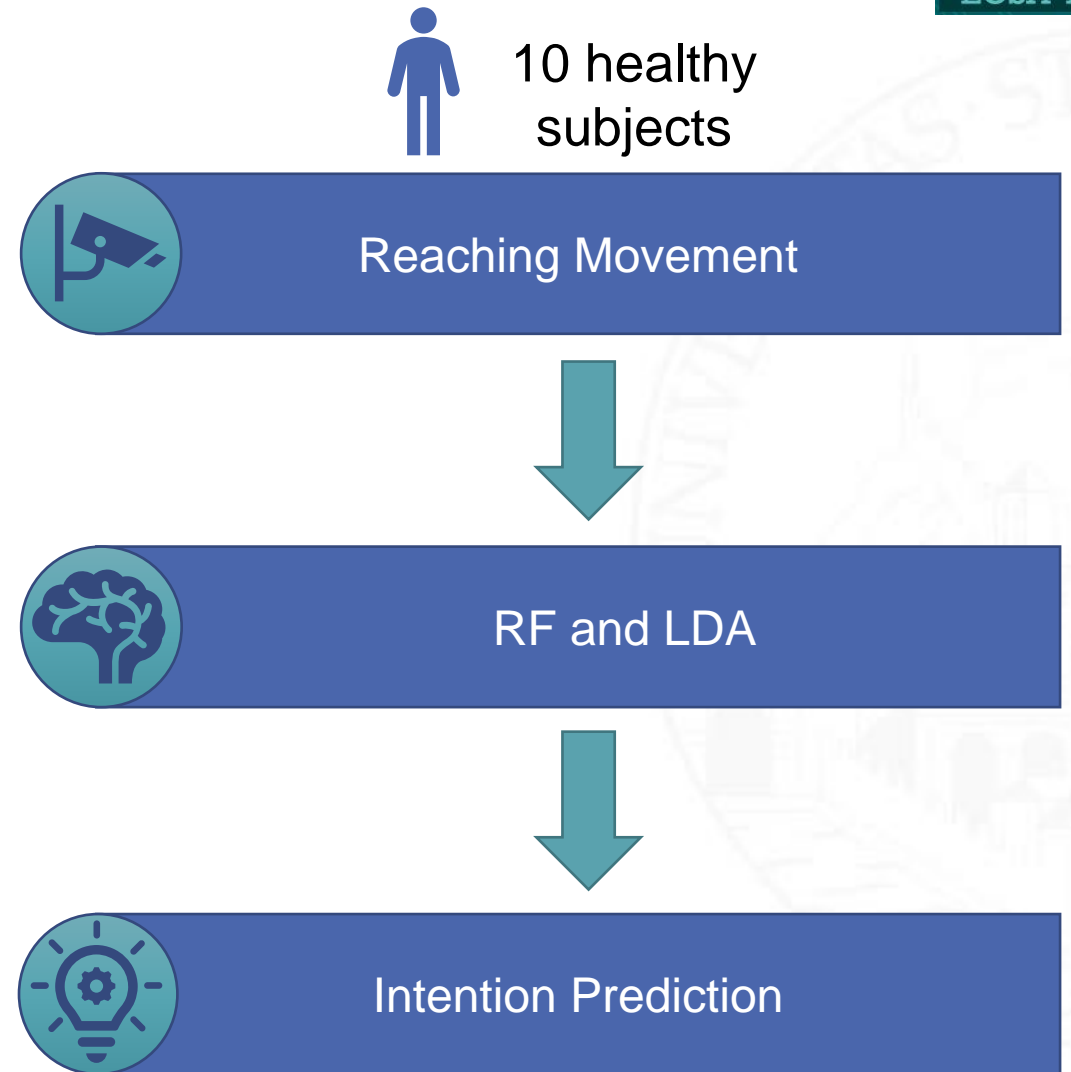 10 healthy
subjects
Reaching Movement
RF and LDA
Intention Prediction